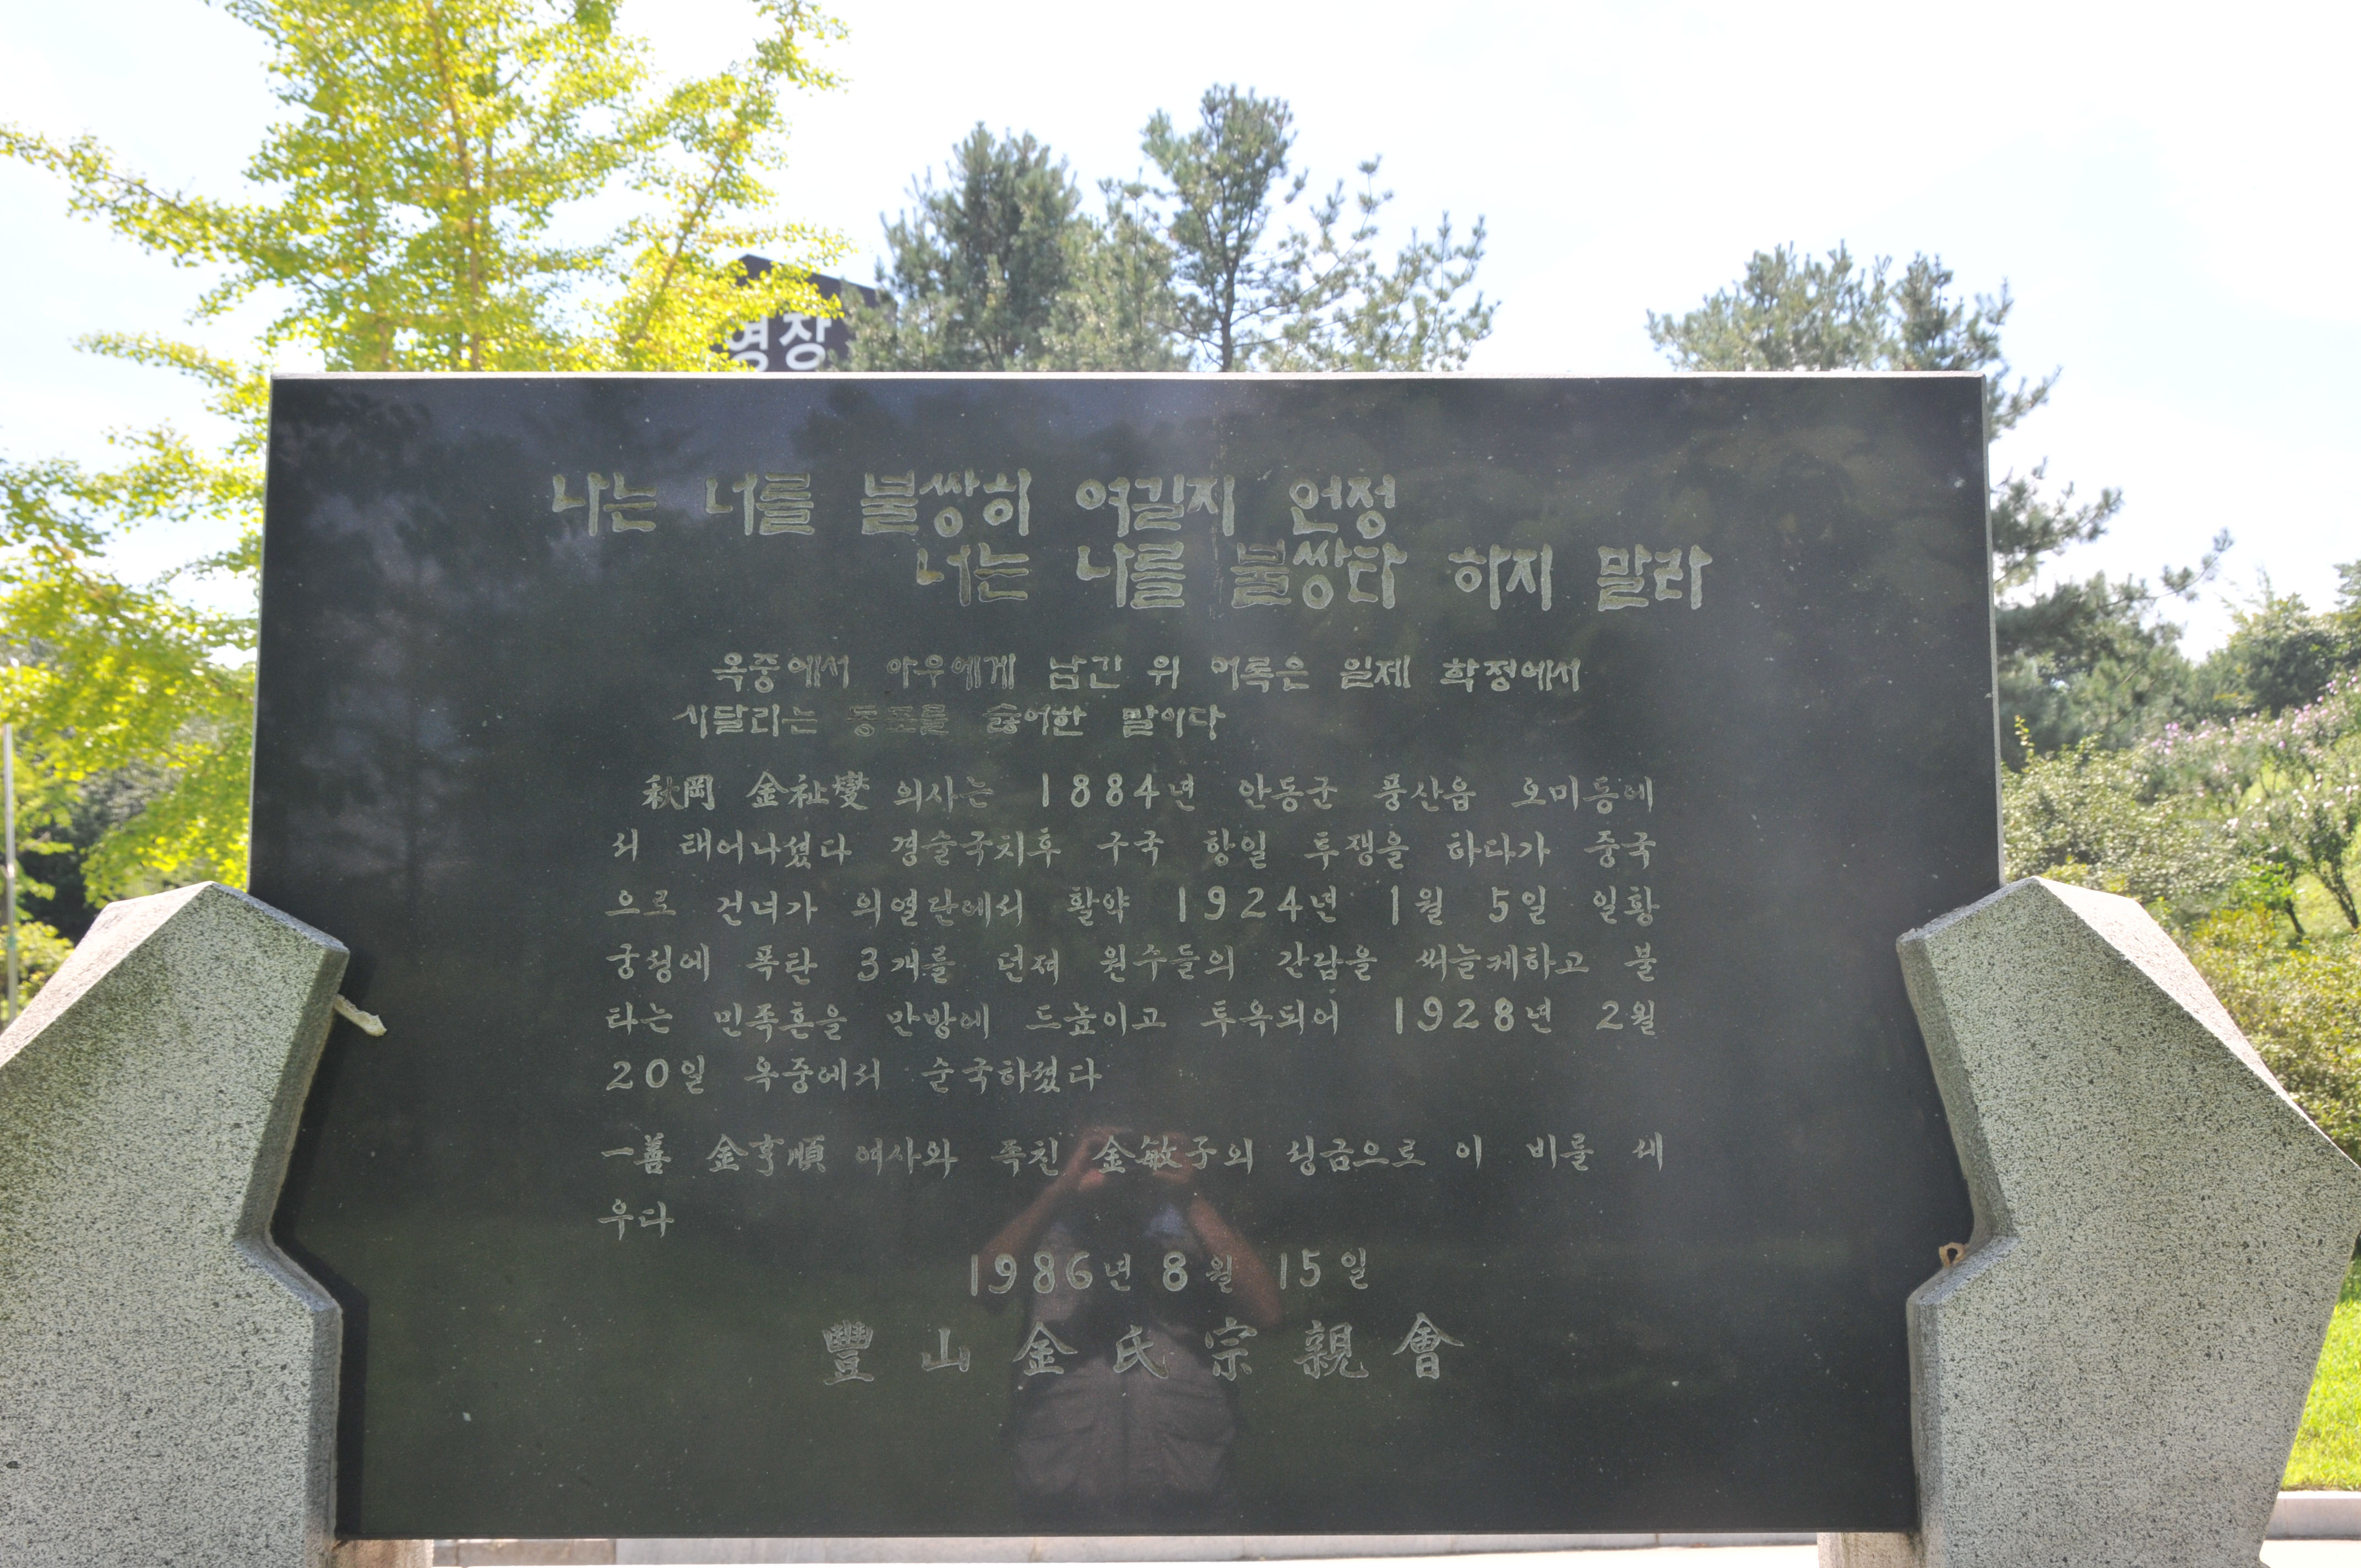 영장
나는 너를 불쌍히 여길지 언정
너는 나를 불쌍타 하지 말라
옥중에서 아우에게 남긴 위 어록은 일제 학정에서
시달리는 동포를 슳어한 말이다
秋岡 金祉燮 의사는 1884년 안동군 풍산읍 오미동에
서 태어나셨다 경술국치후 구국 항일 투쟁을 하다가 중국
으로 건너가 의열단에서 활약 1924년 1월 5일 일황
궁성에 폭탄 3개를 던져 원수들의 간담을 써늘케하고 불
타는 민족혼을 만방에 드높이고 투옥되어 1928년 2월
20일 옥중에서 순국하셨다
一善 金亨順 여사와 족친 金敏子의 성금으로 이 비를 세
우다
1986년 8월 15일
豊山金氏宗親會